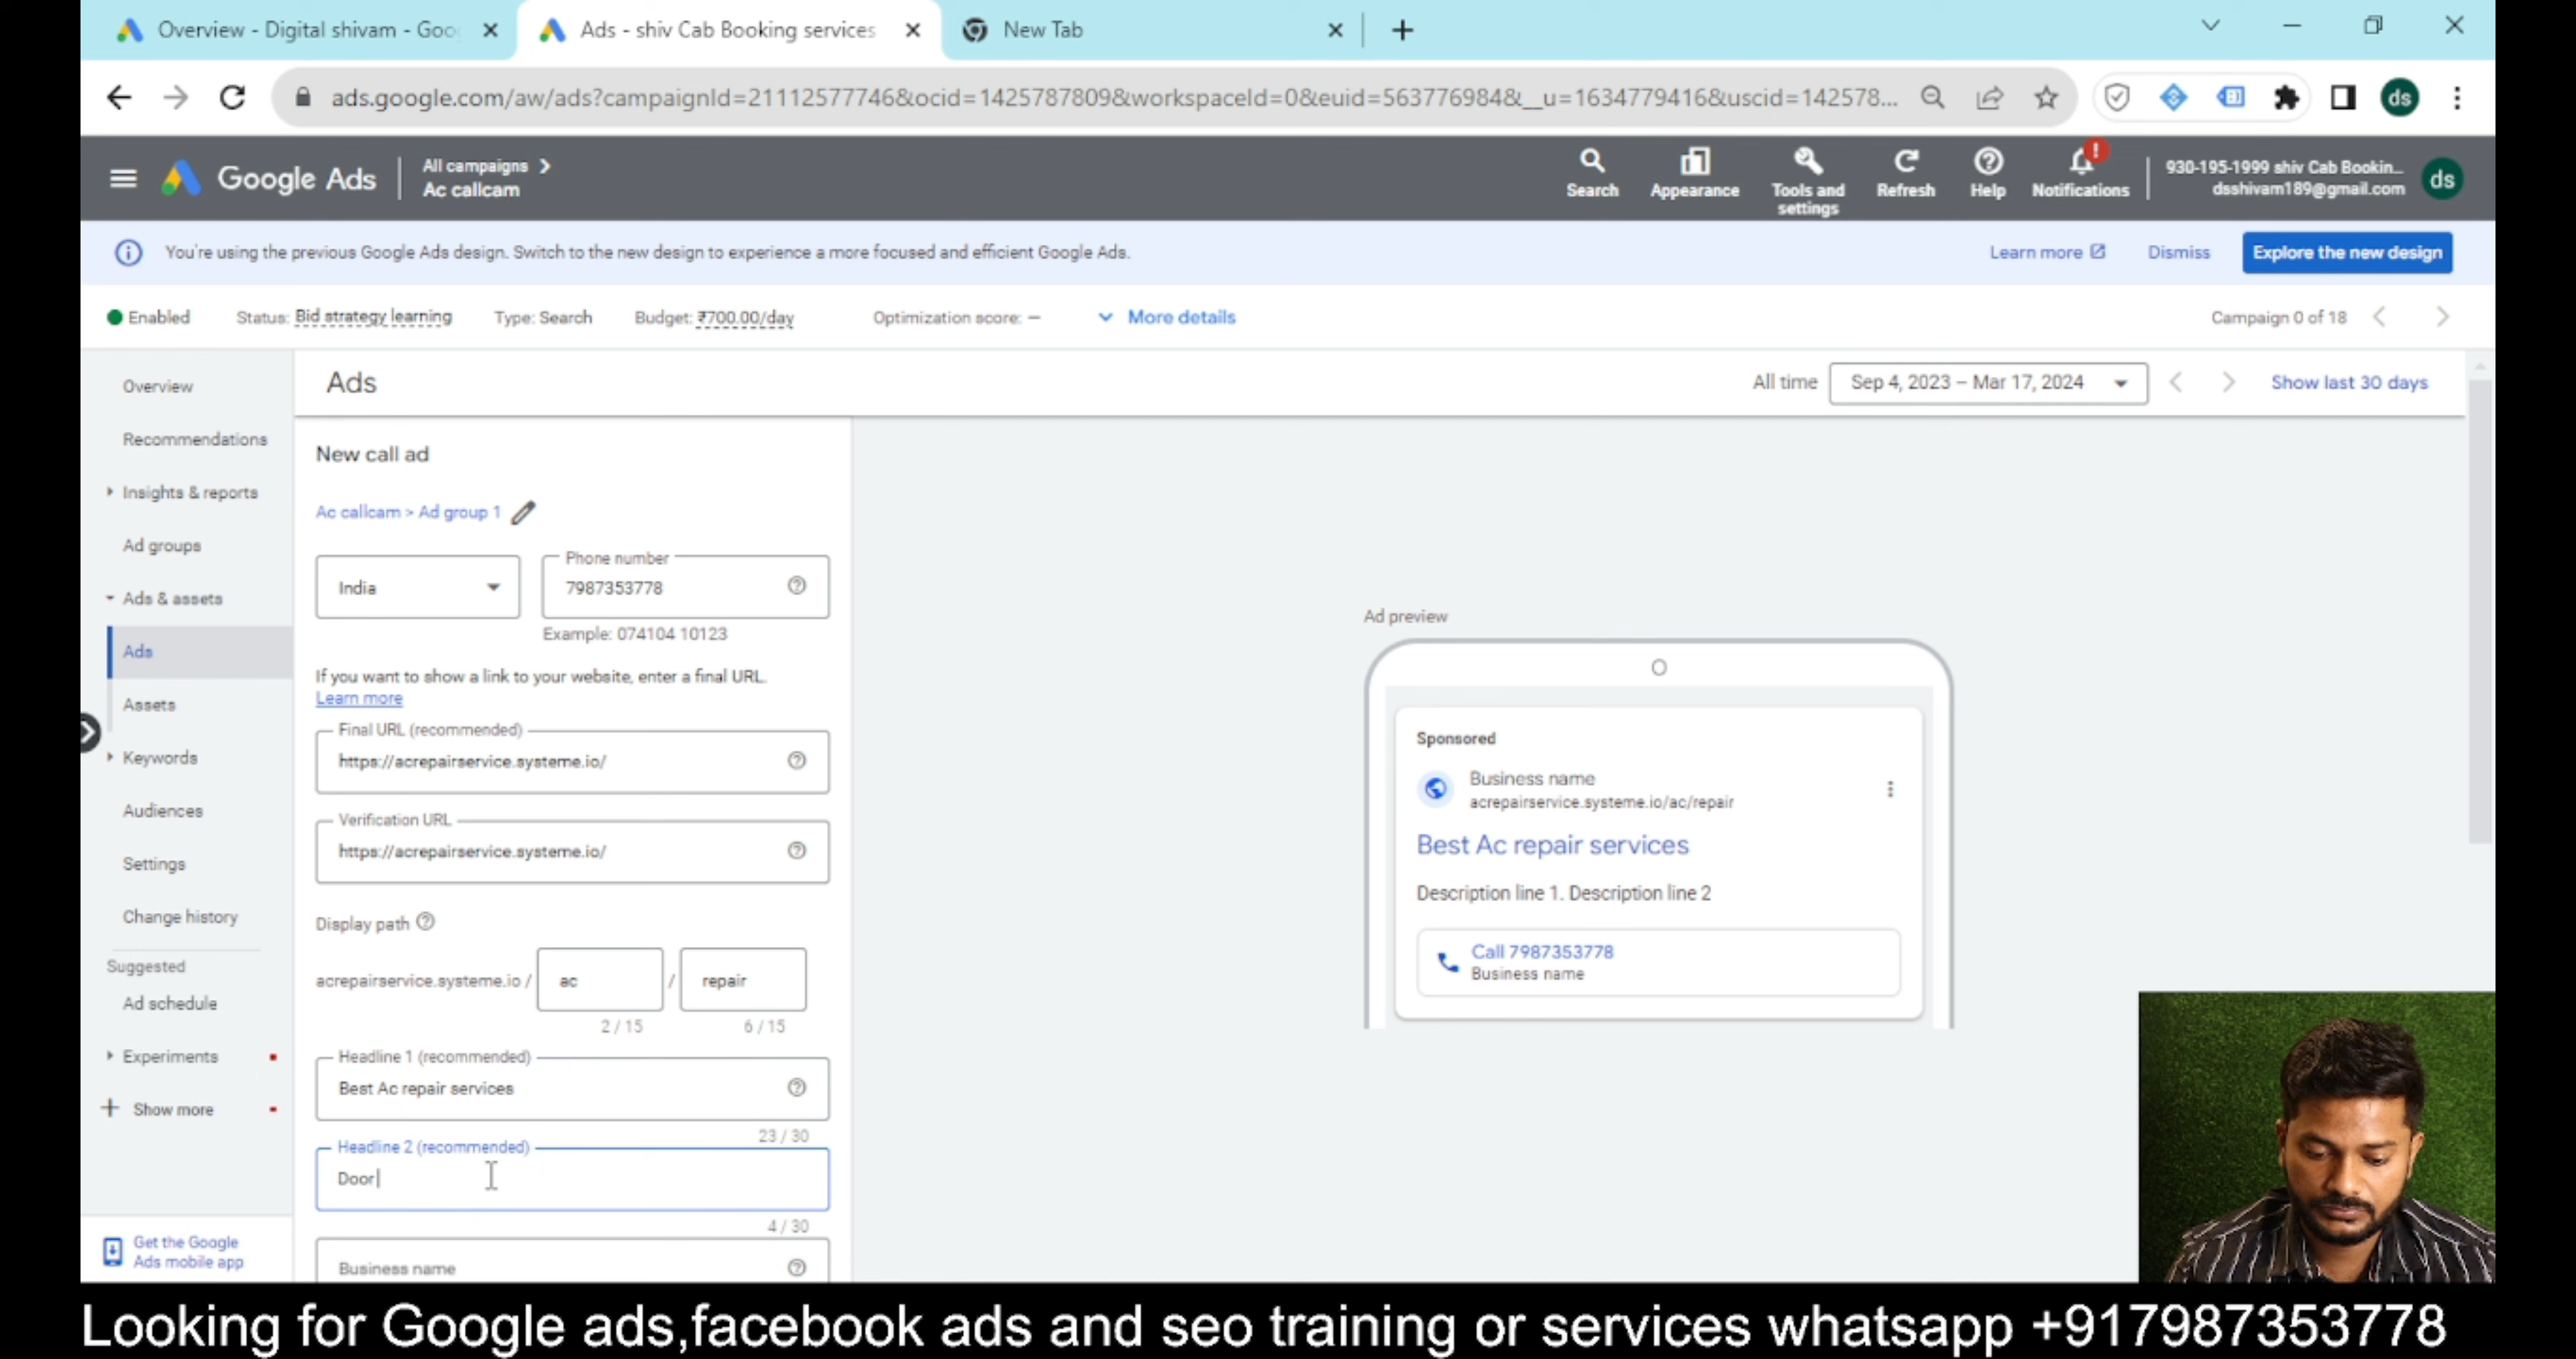 Overview - Digital shivam - Goo
Ads - shiv Cab Booking services
New Tab
ads.google.com/aw/ads?campaignId=21112577746&ocid=1425787809&workspaceId=0&euid=563776984&__u=1634779416&uscid=142578...
ds
Google Ads
All campaigns
Ac callcam
Search
Appearance
Tools and
settings
Refresh
Help
Notifications
930-195-1999 shiv Cab Bookin...
dsshivam189@gmail.com
ds
You're using the previous Google Ads design. Switch to the new design to experience a more focused and efficient Google Ads.
Learn more
Dismiss
Explore the new design
Enabled
Status: Bid strategy learning
Type: Search
Budget: ₹700.00/day
Optimization score: –
More details
Campaign 0 of 18
Overview
Recommendations
Insights & reports
Ad groups
Ads & assets
Ads
Assets
Keywords
Audiences
Settings
Change history
Suggested
Ad schedule
Experiments
Show more
Get the Google
Ads mobile app
Ads
All time
Sep 4, 2023 – Mar 17, 2024
Show last 30 days
New call ad
Ac callcam > Ad group 1
India
Phone number
7987353778
Example: 074104 10123
If you want to show a link to your website, enter a final URL.
Learn more
Final URL (recommended)
https://acrepairservice.systeme.io/
Verification URL
https://acrepairservice.systeme.io/
Display path
acrepairservice.systeme.io / ac / repair
2 / 15
6 / 15
Headline 1 (recommended)
Best Ac repair services
23 / 30
Headline 2 (recommended)
Door
4 / 30
Business name
Ad preview
Sponsored
Business name
acrepairservice.systeme.io/ac/repair
Best Ac repair services
Description line 1. Description line 2
Call 7987353778
Business name
Looking for Google ads,facebook ads and seo training or services whatsapp +917987353778